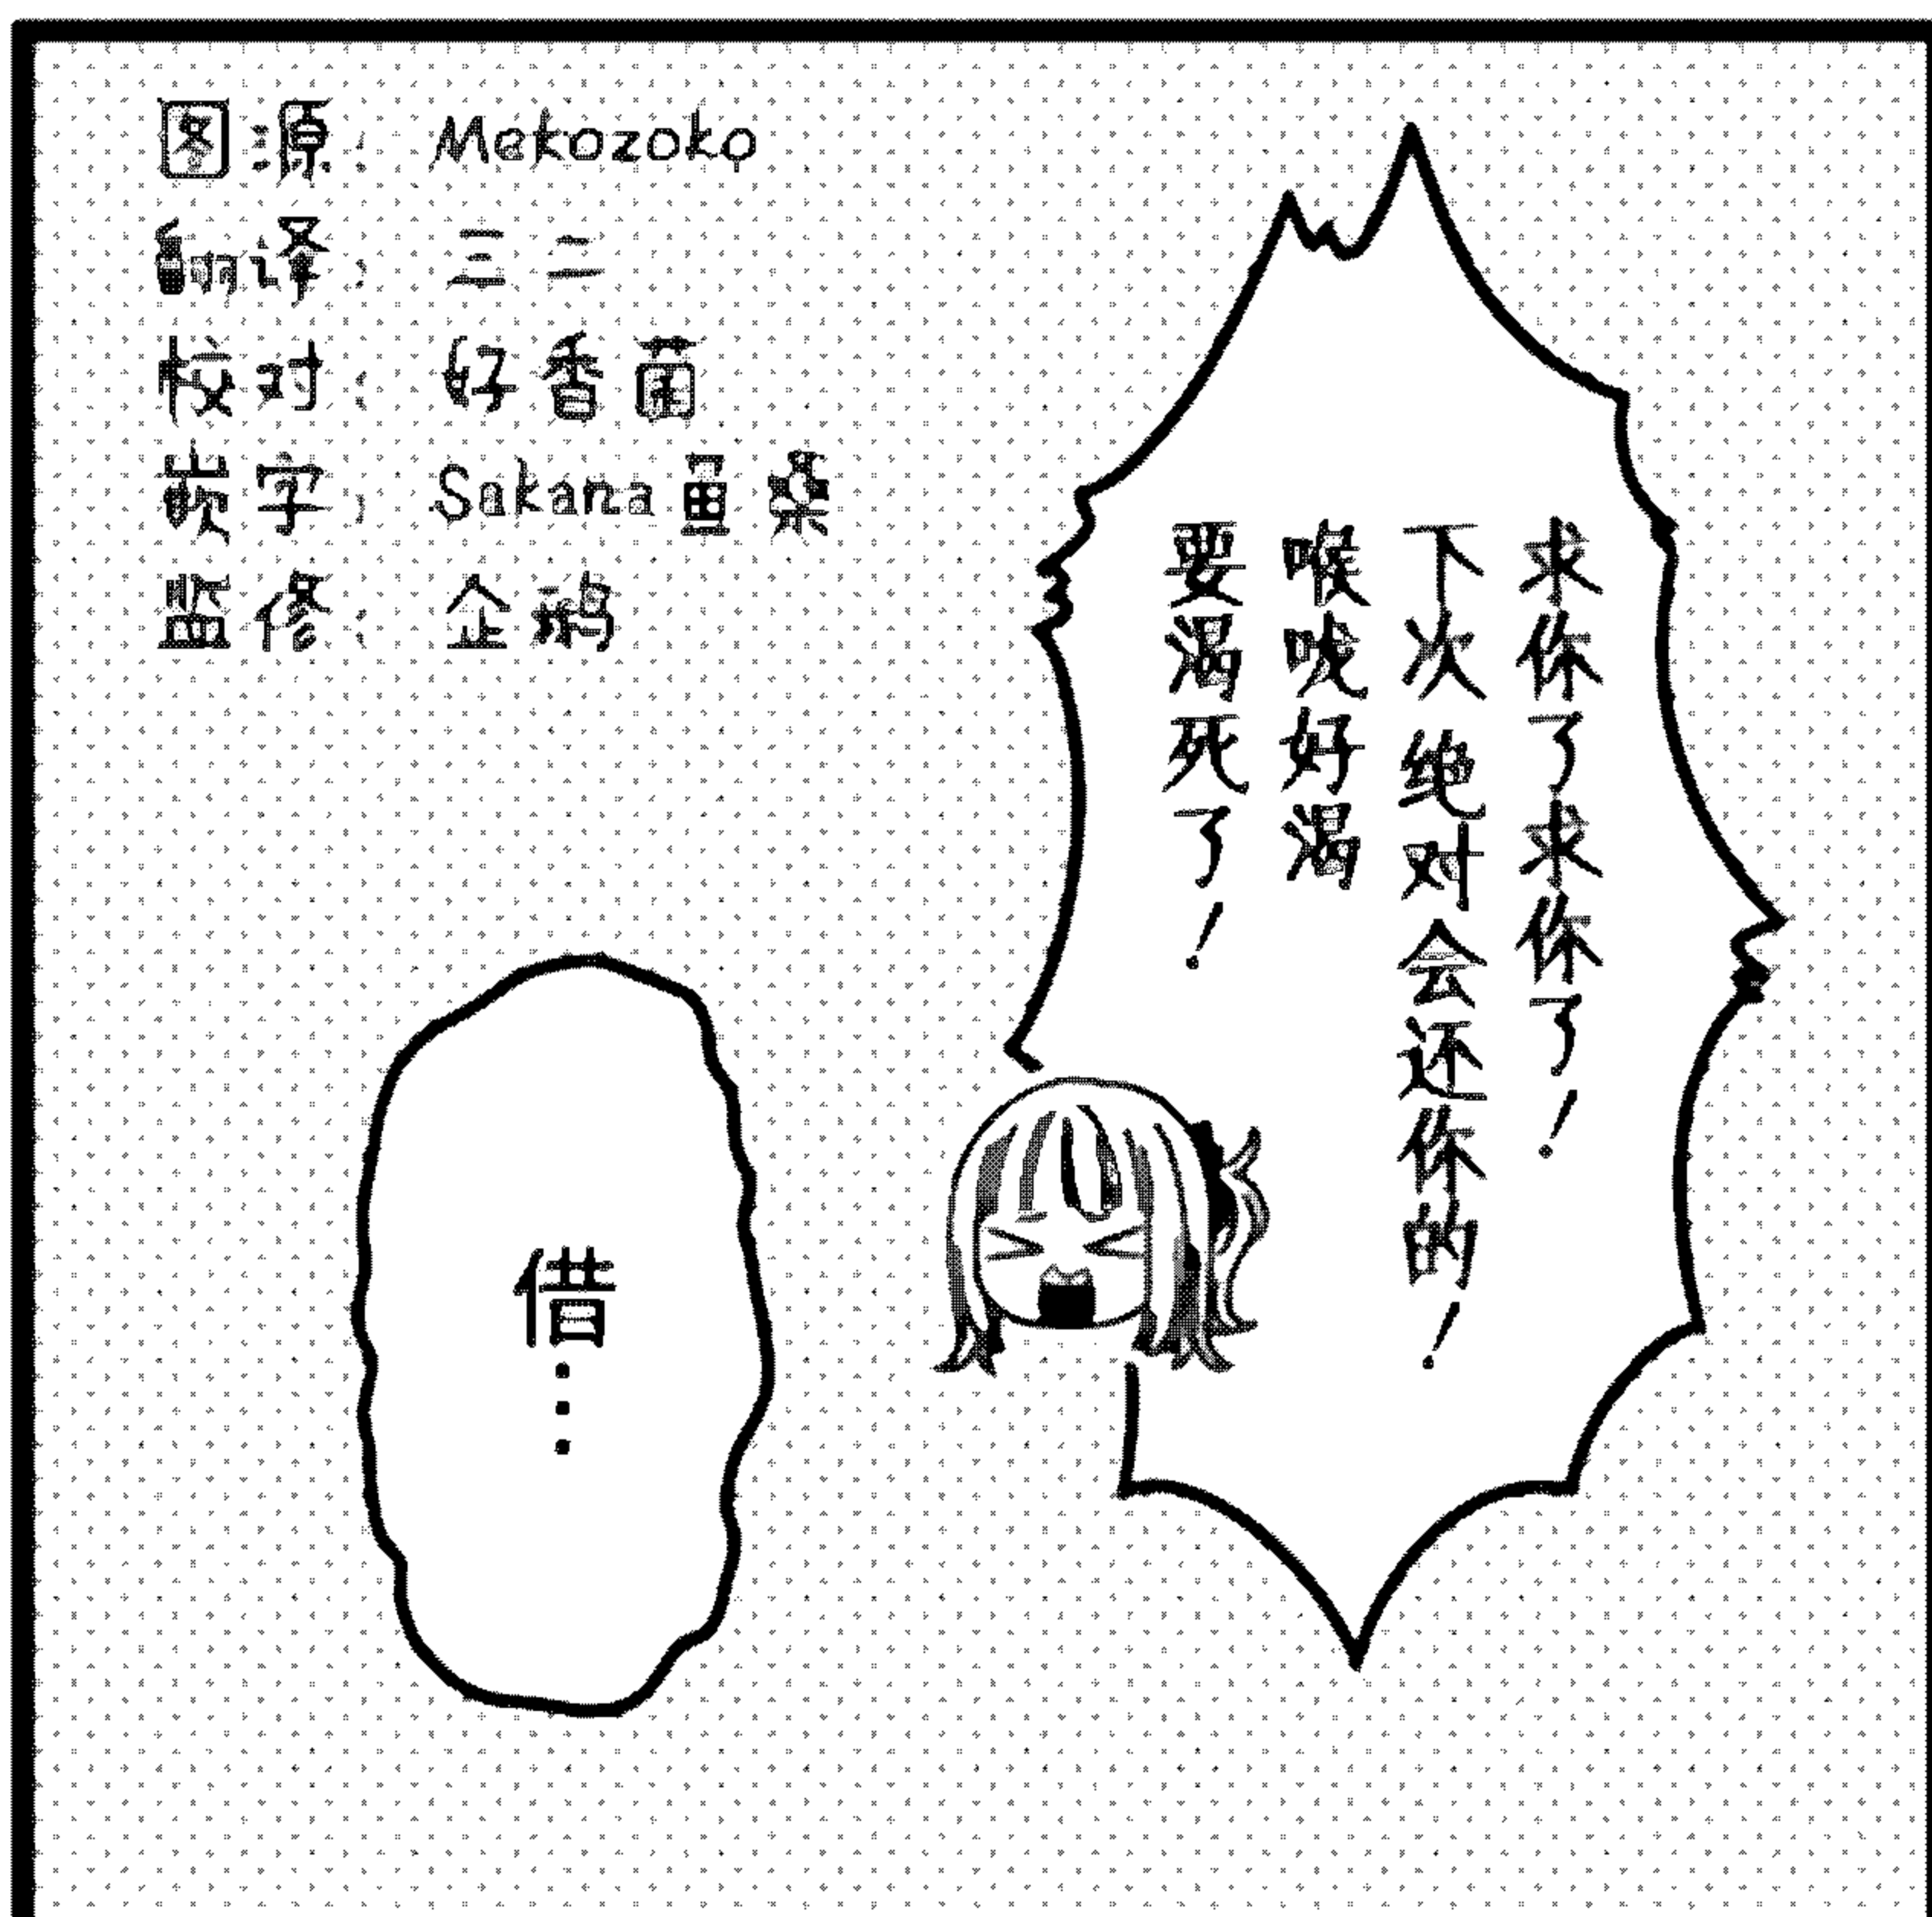 图源：Mekozoko
翻译：三二
校对：好香菌
嵌字：Sakana鱼桑
监修：企鹅
求你了求你了！
下次绝对会还你的！
喉咙好渴
要渴死了！
借…